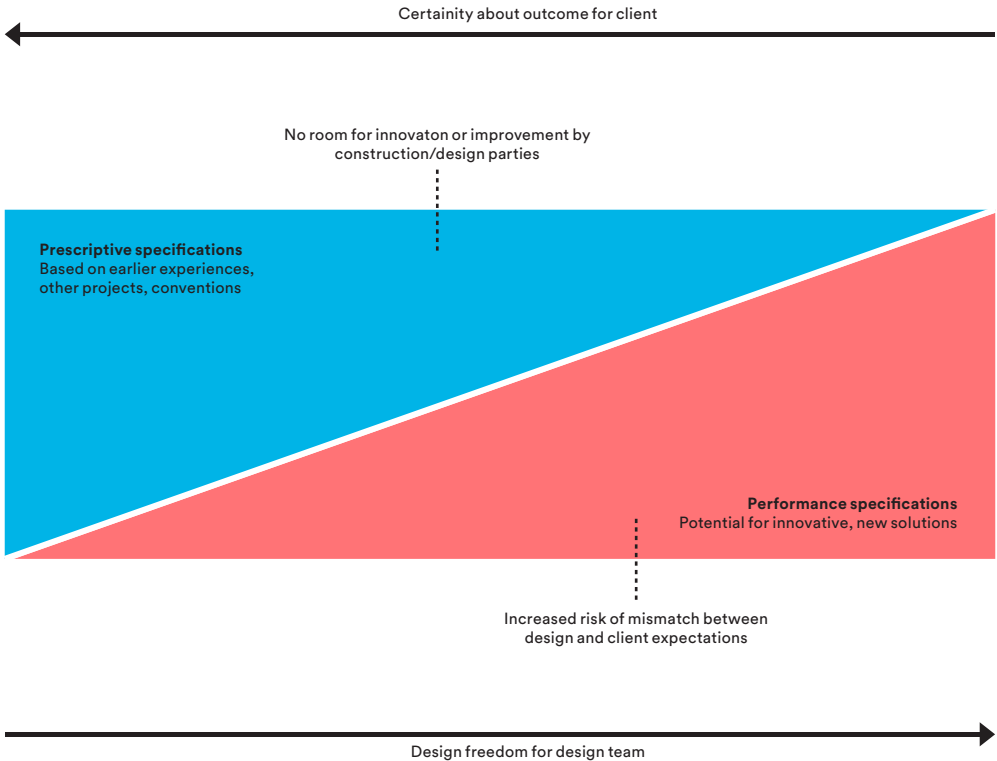 Certainity about outcome for client
No room for innovaton or improvement by
construction/design parties
Prescriptive specifications
Based on earlier experiences,
other projects, conventions
Performance specifications
Potential for innovative, new solutions
Increased risk of mismatch between
design and client expectations
Design freedom for design team